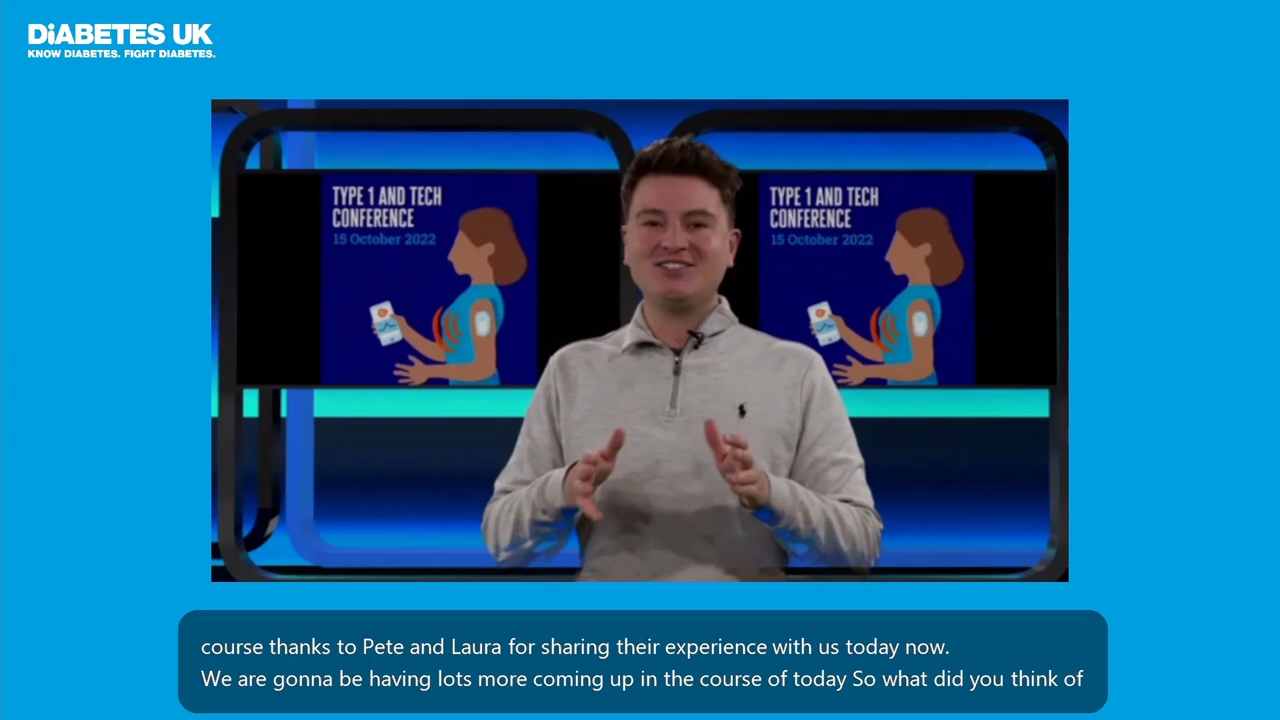 DiABETES UK
KNOW DIABETES. FIGHT DIABETES.
TYPE 1 AND TECH
CONFERENCE
15 October 2022
TYPE 1 AND TECH
CONFERENCE
15 October 2022
course thanks to Pete and Laura for sharing their experience with us today now.
We are gonna be having lots more coming up in the course of today So what did you think of